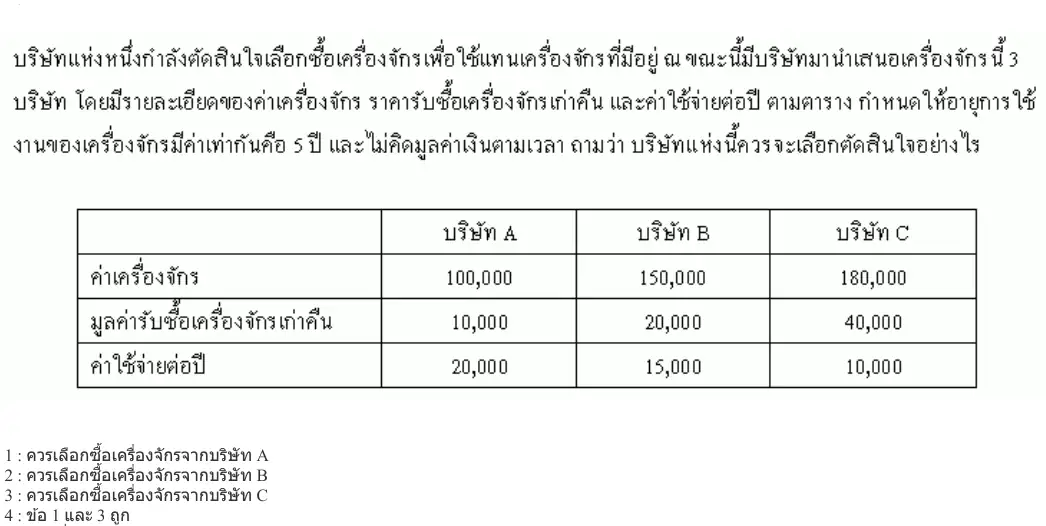 บริษัทแห่งหนึ่งกำลังตัดสินใจเลือกซื้อเครื่องจักรเพื่อใช้แทนเครื่องจักรที่มีอยู่ ณ ขณะนี้มีบริษัทมานำเสนอเครื่องจักรนี้ 3
บริษัท โดยมีรายละเอียดของค่าเครื่องจักร ราคารับซื้อเครื่องจักรเก่าคืน และค่าใช้จ่ายต่อปี ตามตาราง กำหนดให้อายุการใช้
งานของเครื่องจักรมีค่าเท่ากันคือ 5 ปี และไม่คิดมูลค่าเงินตามเวลา ถามว่า บริษัทแห่งนี้ควรจะเลือกตัดสินใจอย่างไร
บริษัท A บริษัท B บริษัท C
ค่าเครื่องจักร 100,000 150,000 180,000
มูลค่ารับซื้อเครื่องจักรเก่าคืน 10,000 20,000 40,000
ค่าใช้จ่ายต่อปี 20,000 15,000 10,000
1 : ควรเลือกซื้อเครื่องจักรจากบริษัท A
2 : ควรเลือกซื้อเครื่องจักรจากบริษัท B
3 : ควรเลือกซื้อเครื่องจักรจากบริษัท C
4 : ข้อ 1 และ 3 ถูก